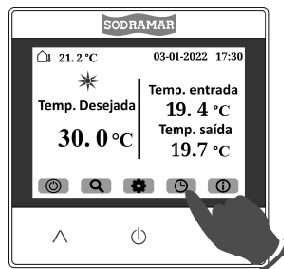 SODRAMAR
21.2°C
03-01-2022 17:30
Temp. Desejada
30.0 °C
Temp. entrada
19.4 °C
Temp. saída
19.7 °C